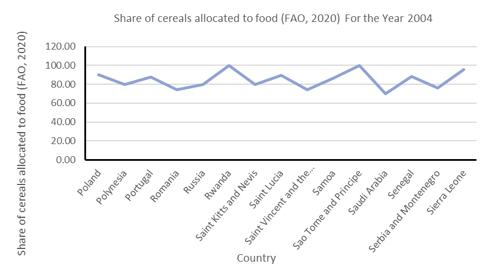 Share of cereals allocated to food (FAO, 2020) For the Year 2004
Share of cereals allocated to food (FAO, 2020)
120.00
100.00
80.00
60.00
40.00
20.00
0.00
Poland
Polynesia
Portugal
Romania
Russia
Rwanda
Saint Kitts and Nevis
Saint Lucia
Saint Vincent and the...
Samoa
Sao Tome and Principe
Saudi Arabia
Senegal
Serbia and Montenegro
Sierra Leone
Country